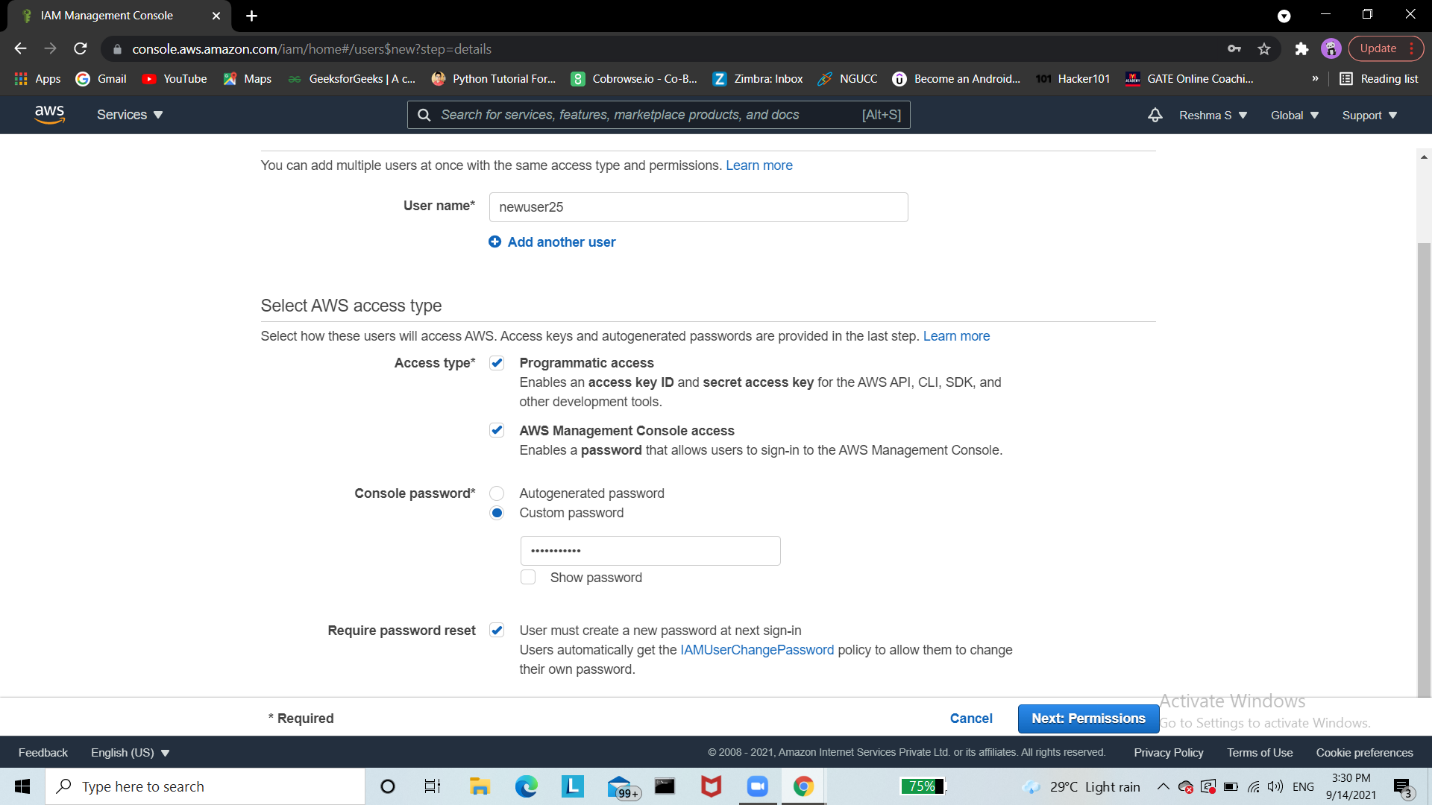 IAM Management Console
console.aws.amazon.com/iam/home#/users$new?step=details
Update
Apps Gmail YouTube Maps GeeksforGeeks | A c... Python Tutorial For... Cobrowse.io - Co-B... Zimbra: Inbox NGUCC Become an Android... 101 Hacker101 GATE Online Coachi... » Reading list
aws Services Search for services, features, marketplace products, and docs [Alt+S] Reshma S Global Support
You can add multiple users at once with the same access type and permissions. Learn more
User name* newuser25
Add another user
Select AWS access type
Select how these users will access AWS. Access keys and autogenerated passwords are provided in the last step. Learn more
Access type* Programmatic access
Enables an access key ID and secret access key for the AWS API, CLI, SDK, and
other development tools.
AWS Management Console access
Enables a password that allows users to sign-in to the AWS Management Console.
Console password* Autogenerated password
Custom password
•••••••••••
Show password
Require password reset User must create a new password at next sign-in
Users automatically get the IAMUserChangePassword policy to allow them to change
their own password.
Activate Windows
* Required Cancel Next: Permissions Go to Settings to activate Windows.
Feedback English (US) © 2008 - 2021, Amazon Internet Services Private Ltd. or its affiliates. All rights reserved. Privacy Policy Terms of Use Cookie preferences
Type here to search L 99+ 75% 29°C Light rain ENG 3:30 PM
9/14/2021 3